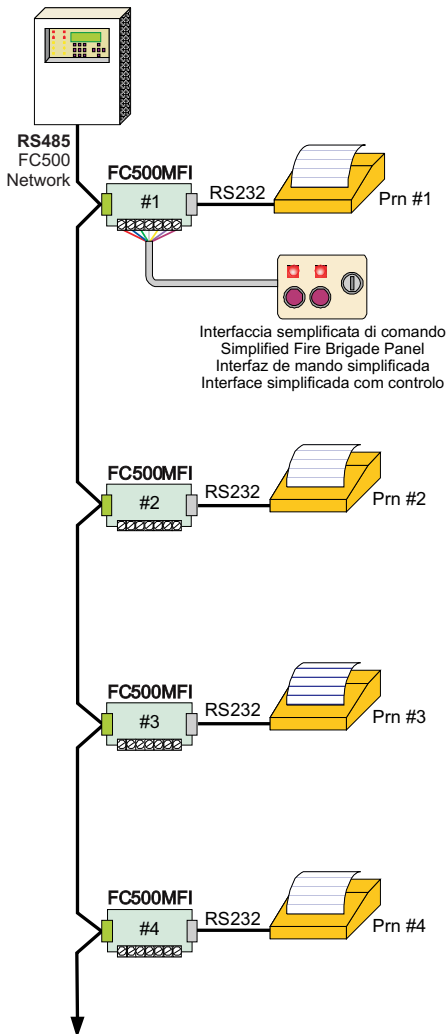 RS485
FC500
Network
FC500MFI
#1
RS232
Prn #1
Interfaccia semplificata di comando
Simplified Fire Brigade Panel
Interfaz de mando simplificada
Interface simplificada com controlo
FC500MFI
#2
RS232
Prn #2
FC500MFI
#3
RS232
Prn #3
FC500MFI
#4
RS232
Prn #4